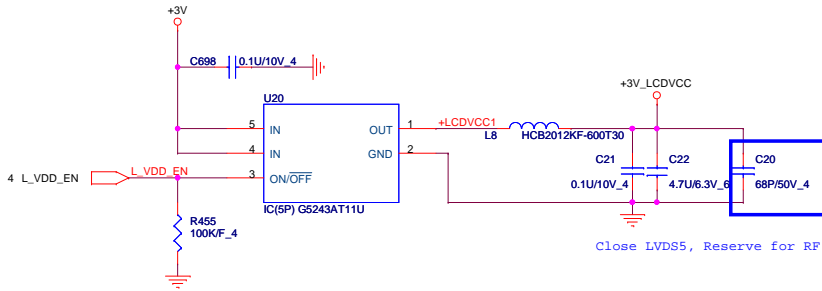 +3V
C698
0.1U/10V_4
U20
+3V_LCDVCC
5
IN
OUT
1
+LCDVCC1
L8
HCB2012KF-600T30
4
IN
GND
2
4
L_VDD_EN
L_VDD_EN
3
ON/OFF
C21
C22
C20
0.1U/10V_4
4.7U/6.3V_6
68P/50V_4
IC(5P) G5243AT11U
R455
100K/F_4
Close LVDS5, Reserve for RF